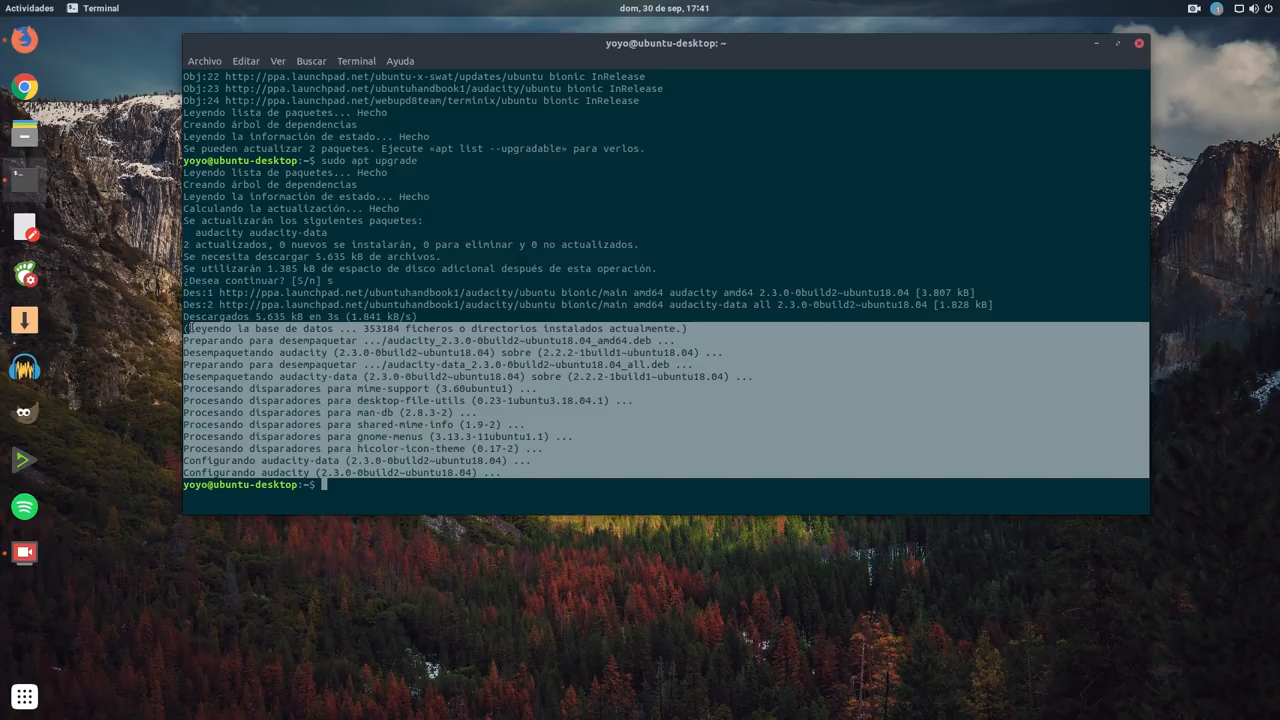 Actividades
Terminal
dom, 30 de sep, 17:41
yoyo@ubuntu-desktop: ~
Archivo Editar Ver Buscar Terminal Ayuda
Obj:22 http://ppa.launchpad.net/ubuntu-x-swat/updates/ubuntu bionic InRelease
Obj:23 http://ppa.launchpad.net/ubuntuhandbook1/audacity/ubuntu bionic InRelease
Obj:24 http://ppa.launchpad.net/webupd8team/terminix/ubuntu bionic InRelease
Leyendo lista de paquetes... Hecho
Creando árbol de dependencias
Leyendo la información de estado... Hecho
Se pueden actualizar 2 paquetes. Ejecute «apt list --upgradable» para verlos.
yoyo@ubuntu-desktop:~$ sudo apt upgrade
Leyendo lista de paquetes... Hecho
Creando árbol de dependencias
Leyendo la información de estado... Hecho
Calculando la actualización... Hecho
Se actualizarán los siguientes paquetes:
audacity audacity-data
2 actualizados, 0 nuevos se instalarán, 0 para eliminar y 0 no actualizados.
Se necesita descargar 5.635 kB de archivos.
Se utilizarán 1.385 kB de espacio de disco adicional después de esta operación.
¿Desea continuar? [S/n] s
Des:1 http://ppa.launchpad.net/ubuntuhandbook1/audacity/ubuntu bionic/main amd64 audacity amd64 2.3.0-0build2~ubuntu18.04 [3.807 kB]
Des:2 http://ppa.launchpad.net/ubuntuhandbook1/audacity/ubuntu bionic/main amd64 audacity-data all 2.3.0-0build2~ubuntu18.04 [1.828 kB]
Descargados 5.635 kB en 3s (1.841 kB/s)
(Leyendo la base de datos ... 353184 ficheros o directorios instalados actualmente.)
Preparando para desempaquetar .../audacity_2.3.0-0build2~ubuntu18.04_amd64.deb ...
Desempaquetando audacity (2.3.0-0build2~ubuntu18.04) sobre (2.2.2-1build1~ubuntu18.04) ...
Preparando para desempaquetar .../audacity-data_2.3.0-0build2~ubuntu18.04_all.deb ...
Desempaquetando audacity-data (2.3.0-0build2~ubuntu18.04) sobre (2.2.2-1build1~ubuntu18.04) ...
Procesando disparadores para mime-support (3.60ubuntu1) ...
Procesando disparadores para desktop-file-utils (0.23-1ubuntu3.18.04.1) ...
Procesando disparadores para man-db (2.8.3-2) ...
Procesando disparadores para shared-mime-info (1.9-2) ...
Procesando disparadores para gnome-menus (3.13.3-11ubuntu1.1) ...
Procesando disparadores para hicolor-icon-theme (0.17-2) ...
Configurando audacity-data (2.3.0-0build2~ubuntu18.04) ...
Configurando audacity (2.3.0-0build2~ubuntu18.04) ...
yoyo@ubuntu-desktop:~$